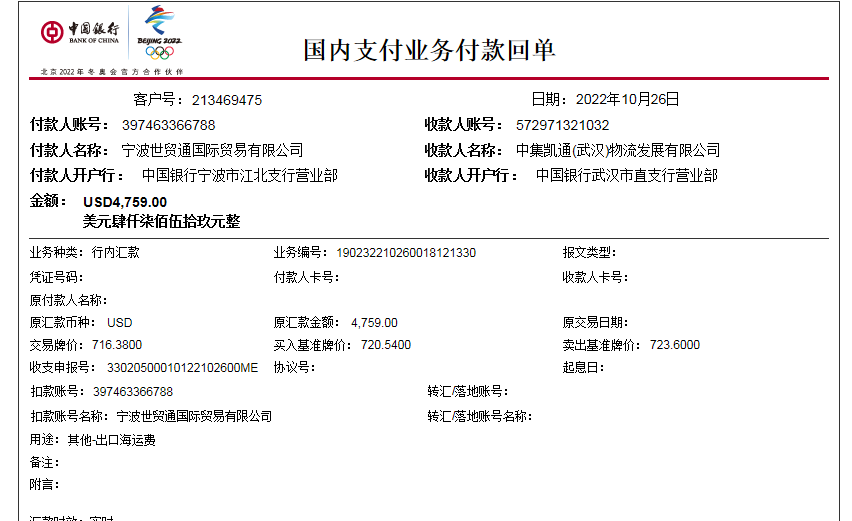 中国银行
BANK OF CHINA
BEIJING 2022
北京2022年冬奥会官方合作伙伴
国内支付业务付款回单
客户号：213469475 日期：2022年10月26日
付款人账号：397463366788 收款人账号：572971321032
付款人名称：宁波世贸通国际贸易有限公司 收款人名称：中集凯通(武汉)物流发展有限公司
付款人开户行：中国银行宁波市江北支行营业部 收款人开户行：中国银行武汉市直支行营业部
金额：USD4,759.00
美元肆仟柒佰伍拾玖元整
业务种类：行内汇款 业务编号：190232210260018121330 报文类型：
凭证号码： 付款人卡号： 收款人卡号：
原付款人名称：
原汇款币种：USD 原汇款金额：4,759.00 原交易日期：
交易牌价：716.3800 买入基准牌价：720.5400 卖出基准牌价：723.6000
收支申报号：33020500010122102600ME 协议号： 起息日：
扣款账号：397463366788 转汇/落地账号：
扣款账号名称：宁波世贸通国际贸易有限公司 转汇/落地账号名称：
用途：其他-出口海运费
备注：
附言：
汇款时效：实时